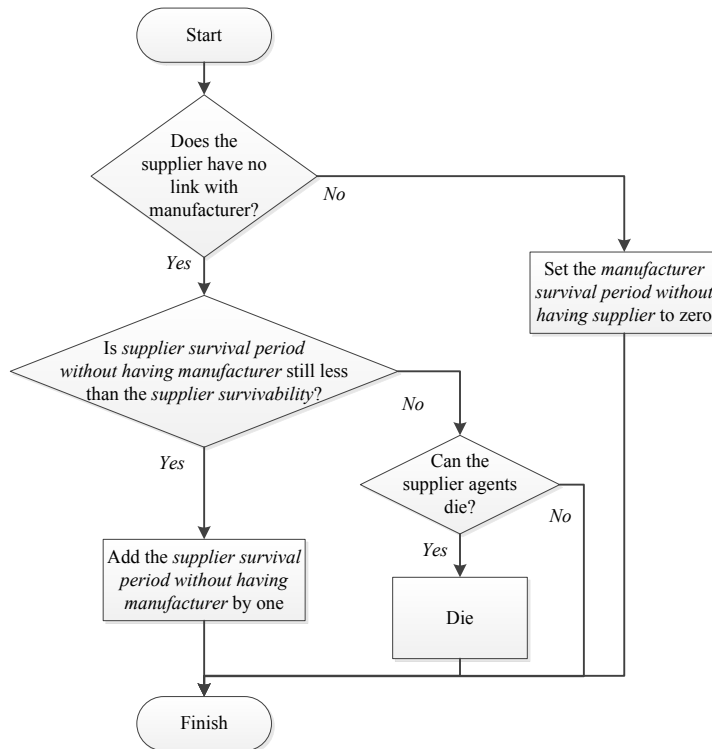 Start
Does the
supplier have no
link with
manufacturer?
No
Yes
Set the manufacturer
survival period without
having supplier to zero
Is supplier survival period
without having manufacturer still less
than the supplier survivability?
No
Yes
Can the
supplier agents
die?
No
Yes
Add the supplier survival
period without having
manufacturer by one
Die
Finish